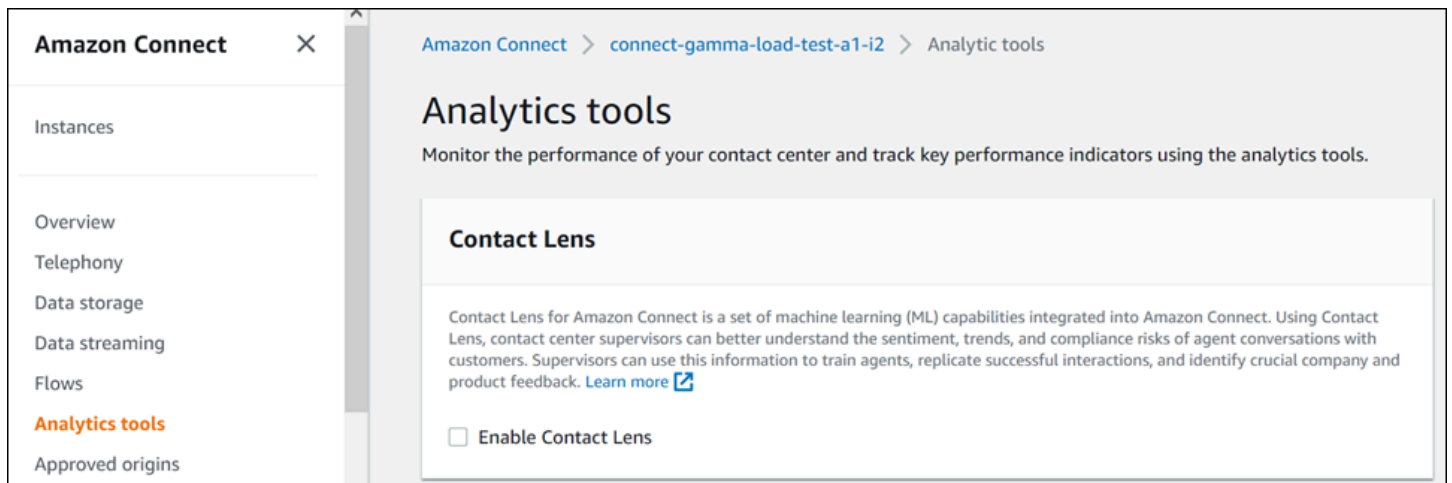 Amazon Connect
Instances
Overview
Telephony
Data storage
Data streaming
Flows
Analytics tools
Approved origins
Amazon Connect > connect-gamma-load-test-a1-i2 > Analytic tools
Analytics tools
Monitor the performance of your contact center and track key performance indicators using the analytics tools.
Contact Lens
Contact Lens for Amazon Connect is a set of machine learning (ML) capabilities integrated into Amazon Connect. Using Contact
Lens, contact center supervisors can better understand the sentiment, trends, and compliance risks of agent conversations with
customers. Supervisors can use this information to train agents, replicate successful interactions, and identify crucial company and
product feedback. Learn more
Enable Contact Lens